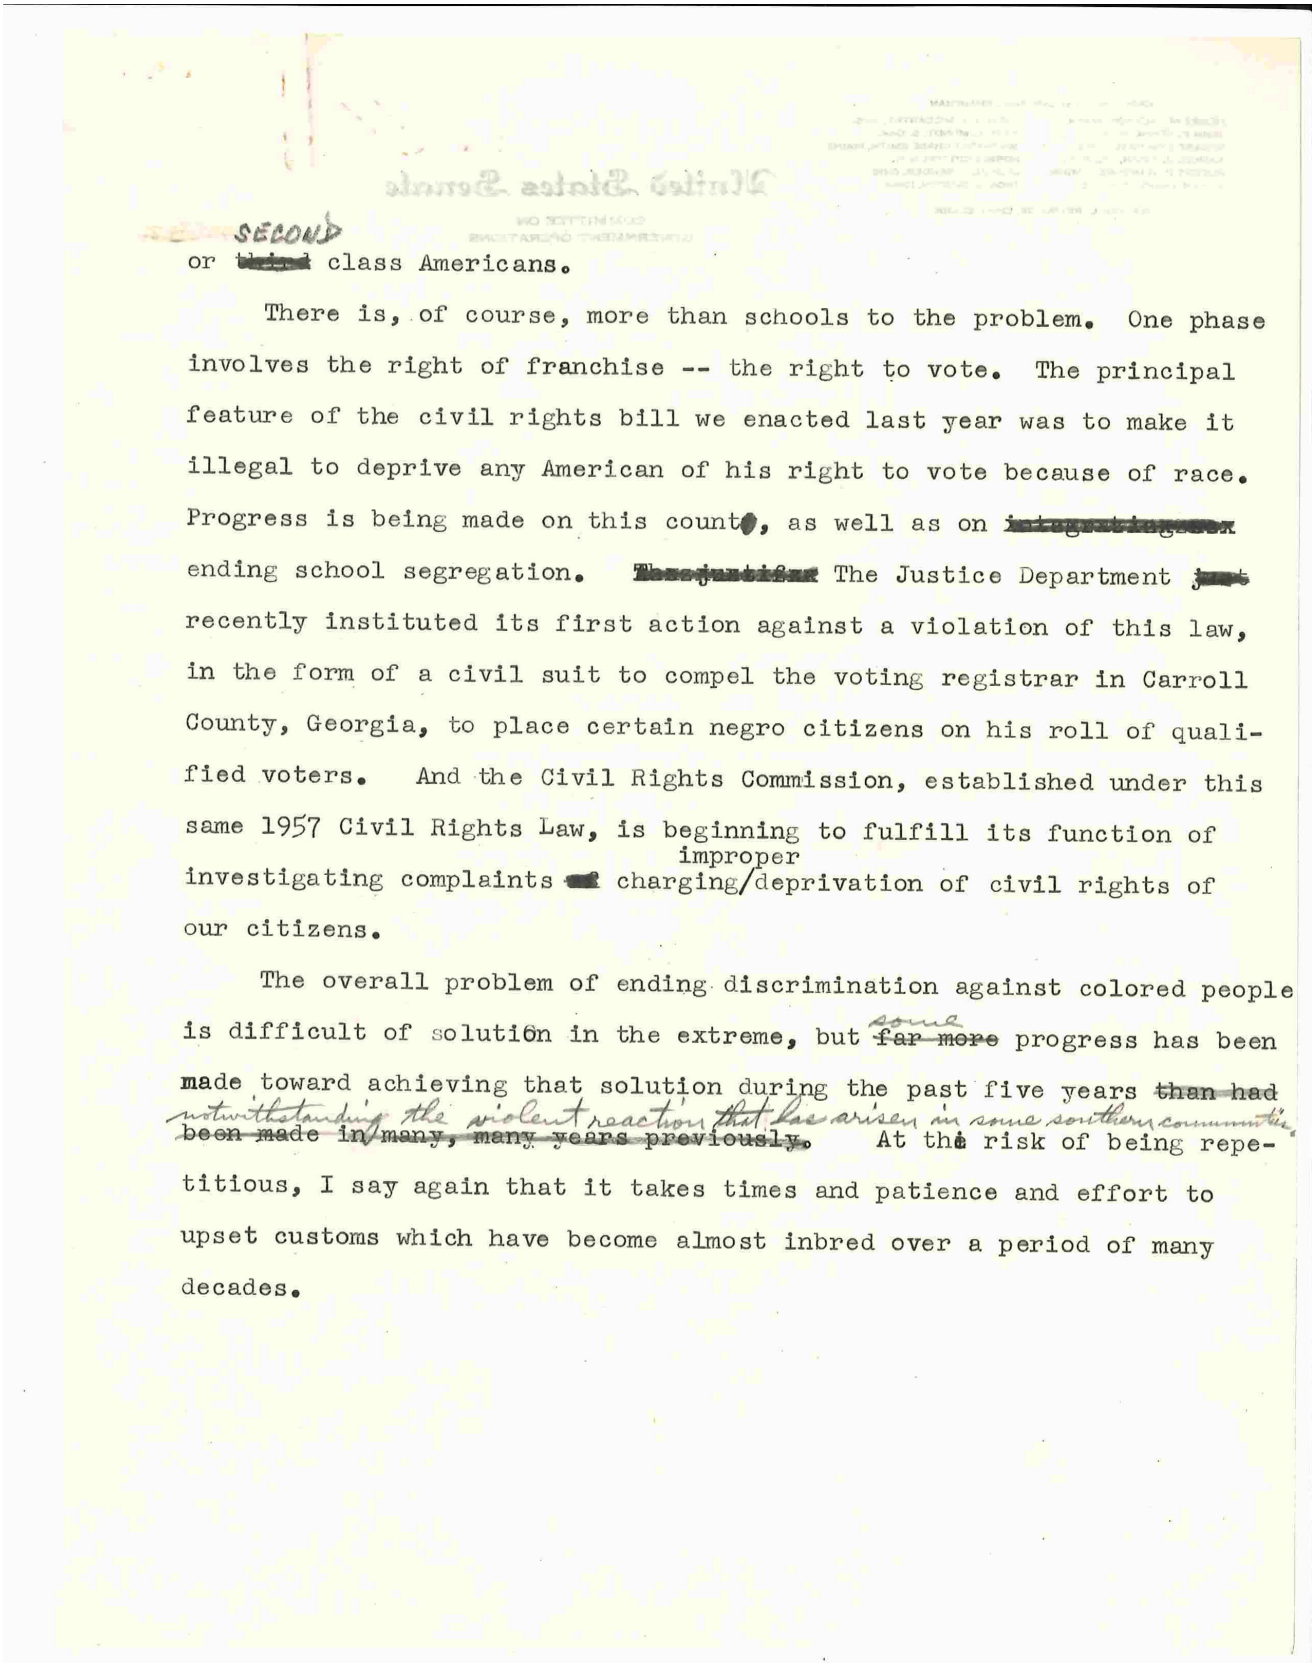 United States Senate
COMMITTEE ON
GOVERNMENT OPERATIONS
SECOND
or third class Americans.
There is, of course, more than schools to the problem. One phase
involves the right of franchise -- the right to vote. The principal
feature of the civil rights bill we enacted last year was to make it
illegal to deprive any American of his right to vote because of race.
Progress is being made on this count, as well as on
ending school segregation. The Justice Department just
recently instituted its first action against a violation of this law,
in the form of a civil suit to compel the voting registrar in Carroll
County, Georgia, to place certain negro citizens on his roll of quali-
fied voters. And the Civil Rights Commission, established under this
same 1957 Civil Rights Law, is beginning to fulfill its function of
improper
investigating complaints of charging/deprivation of civil rights of
our citizens.
The overall problem of ending discrimination against colored people
some
is difficult of solution in the extreme, but far more progress has been
made toward achieving that solution during the past five years than had
notwithstanding the violent reaction that has arisen in some southern communities.
been made in/many, many years previously. At the risk of being repe-
titious, I say again that it takes times and patience and effort to
upset customs which have become almost inbred over a period of many
decades.